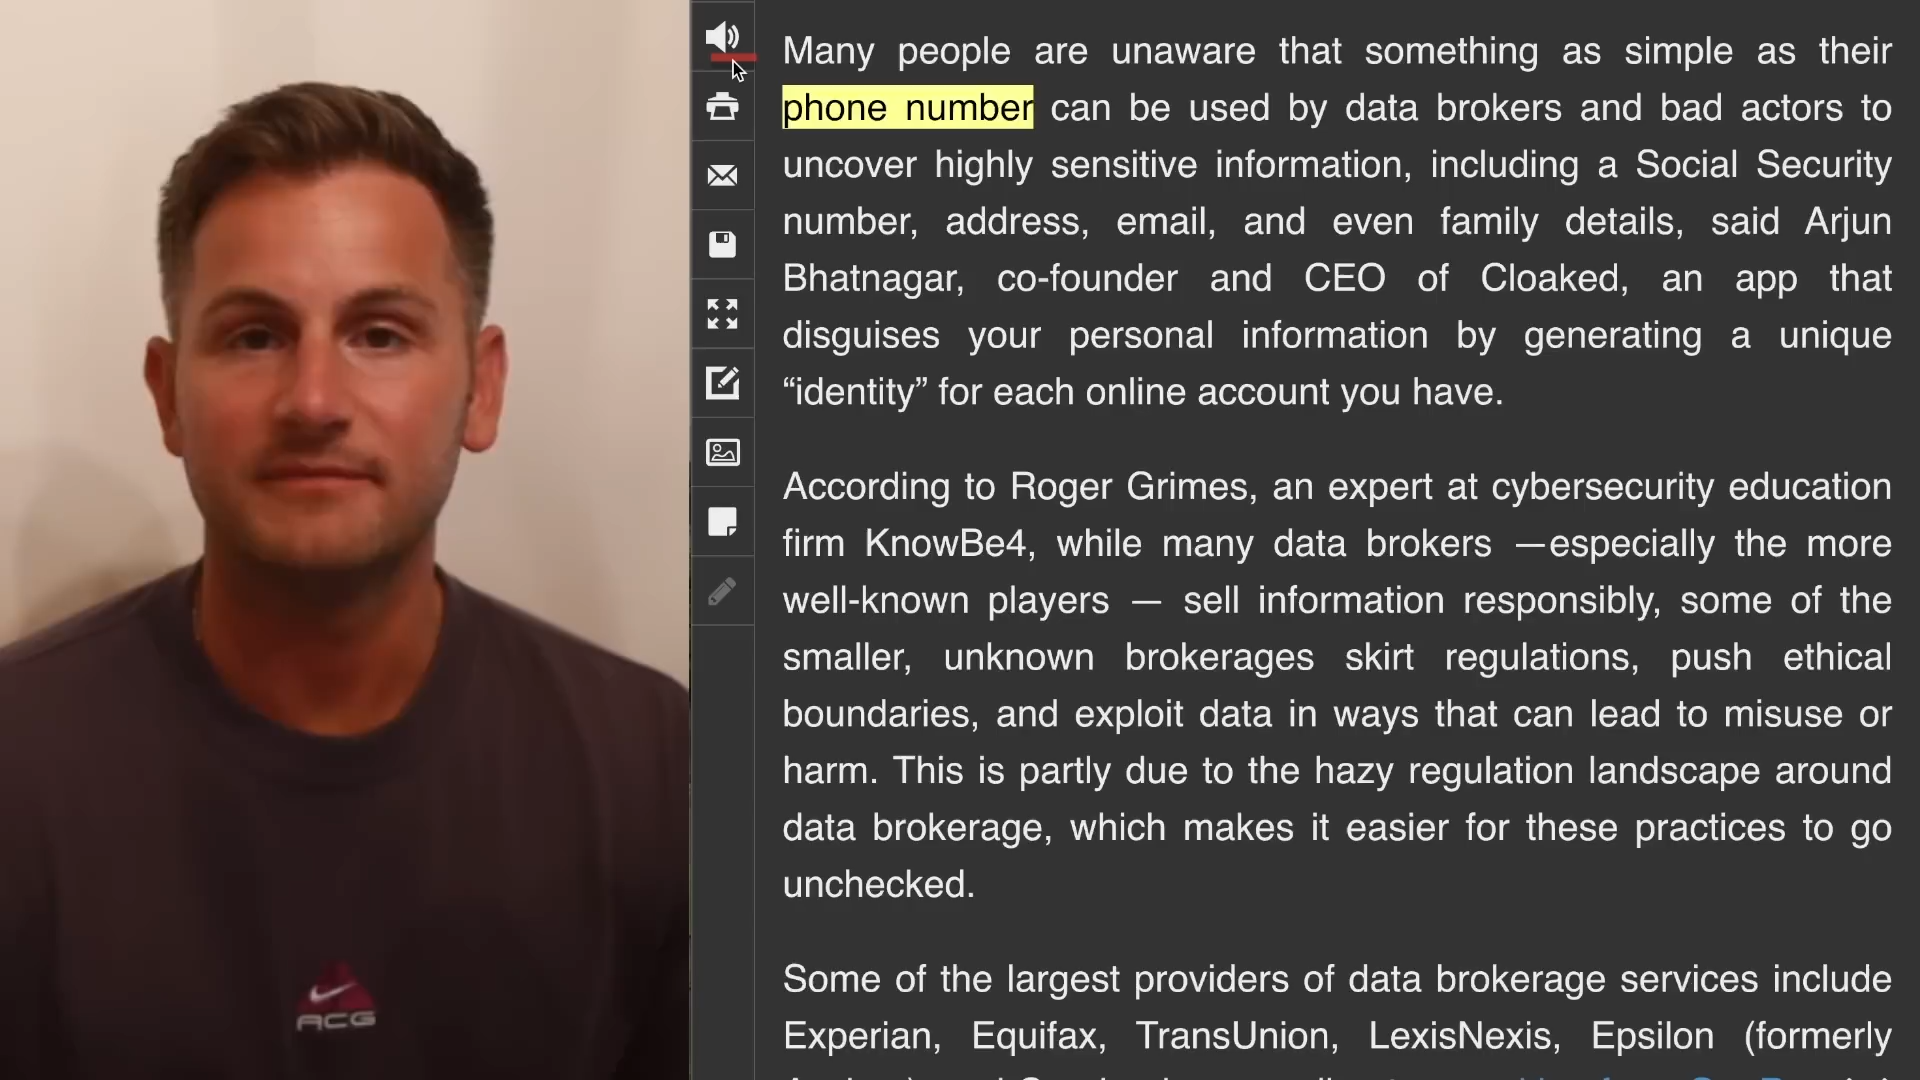 Many people are unaware that something as simple as their
phone number can be used by data brokers and bad actors to
uncover highly sensitive information, including a Social Security
number, address, email, and even family details, said Arjun
Bhatnagar, co-founder and CEO of Cloaked, an app that
disguises your personal information by generating a unique
“identity” for each online account you have.
According to Roger Grimes, an expert at cybersecurity education
firm KnowBe4, while many data brokers —especially the more
well-known players — sell information responsibly, some of the
smaller, unknown brokerages skirt regulations, push ethical
boundaries, and exploit data in ways that can lead to misuse or
harm. This is partly due to the hazy regulation landscape around
data brokerage, which makes it easier for these practices to go
unchecked.
Some of the largest providers of data brokerage services include
Experian, Equifax, TransUnion, LexisNexis, Epsilon (formerly
ACG